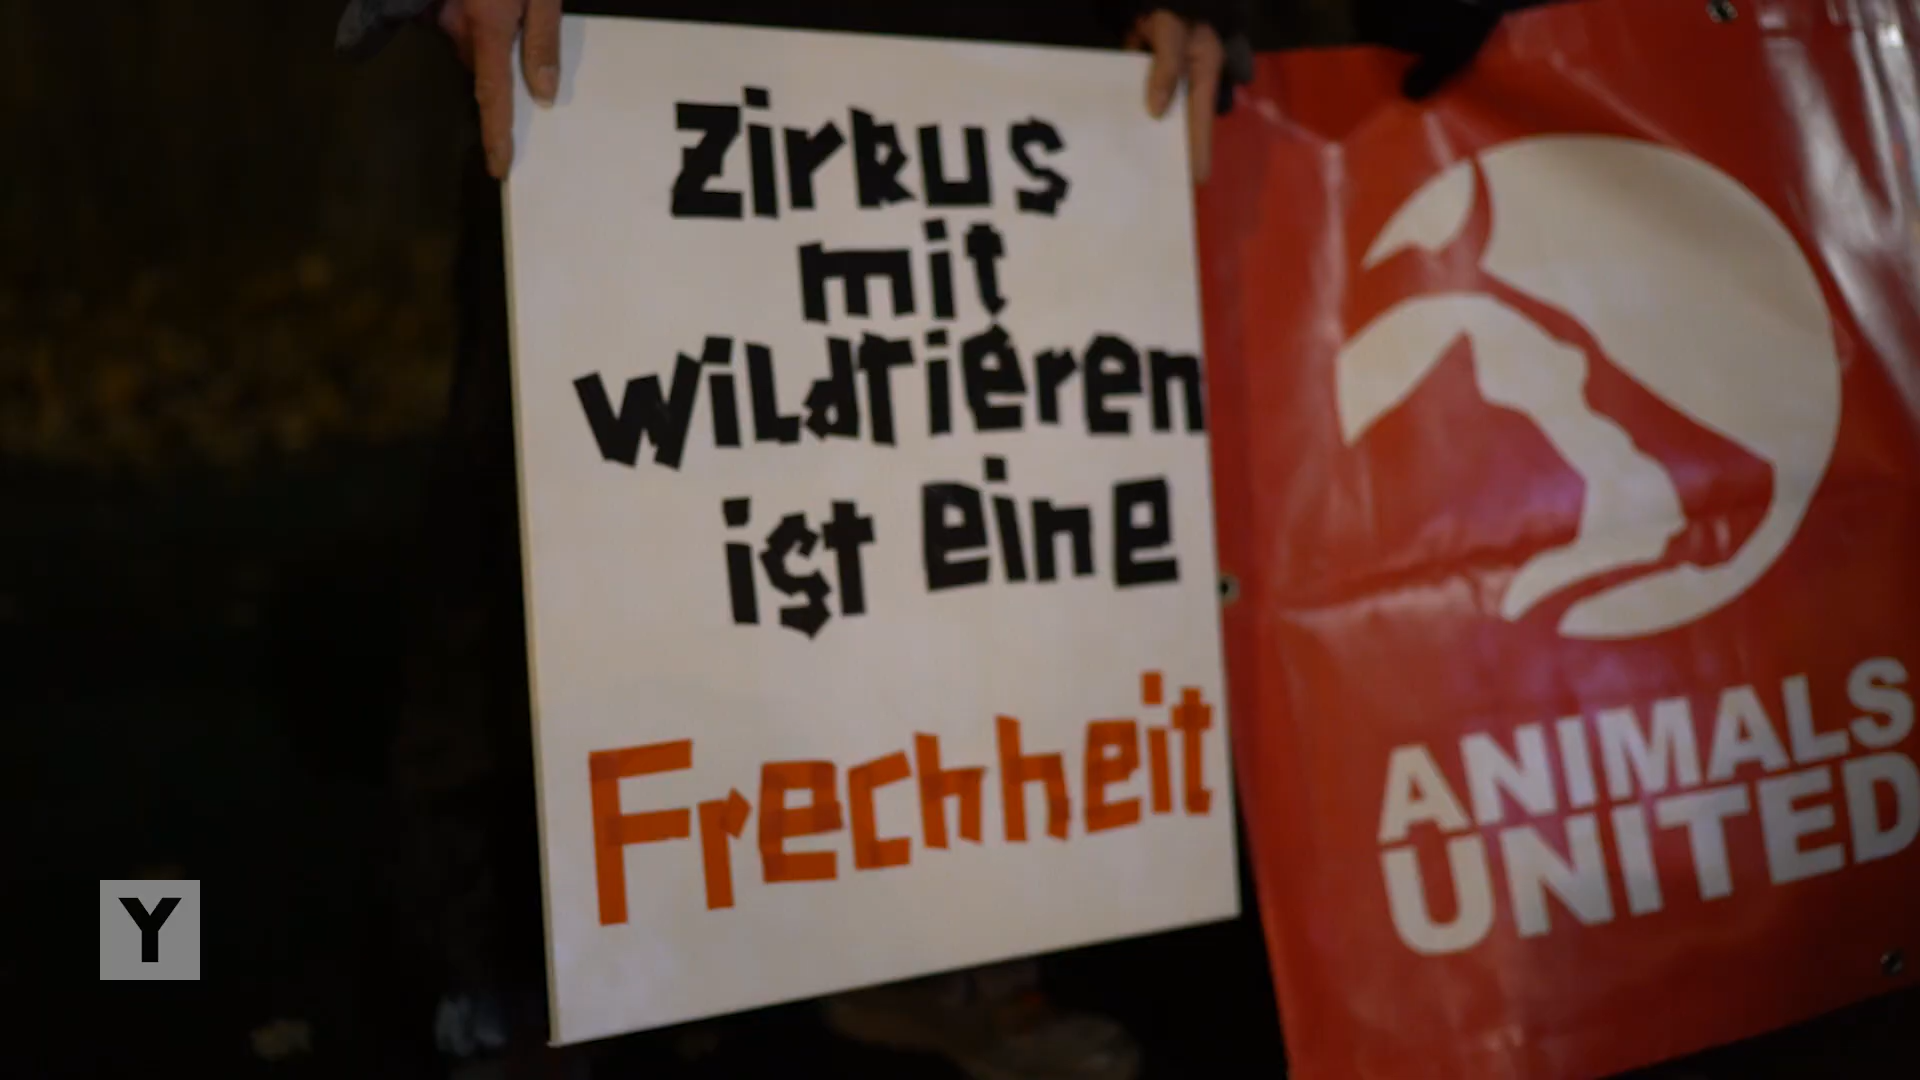 Zirkus
mit
Wildtieren
ist eine
Frechheit
ANIMALS
UNITED
Y